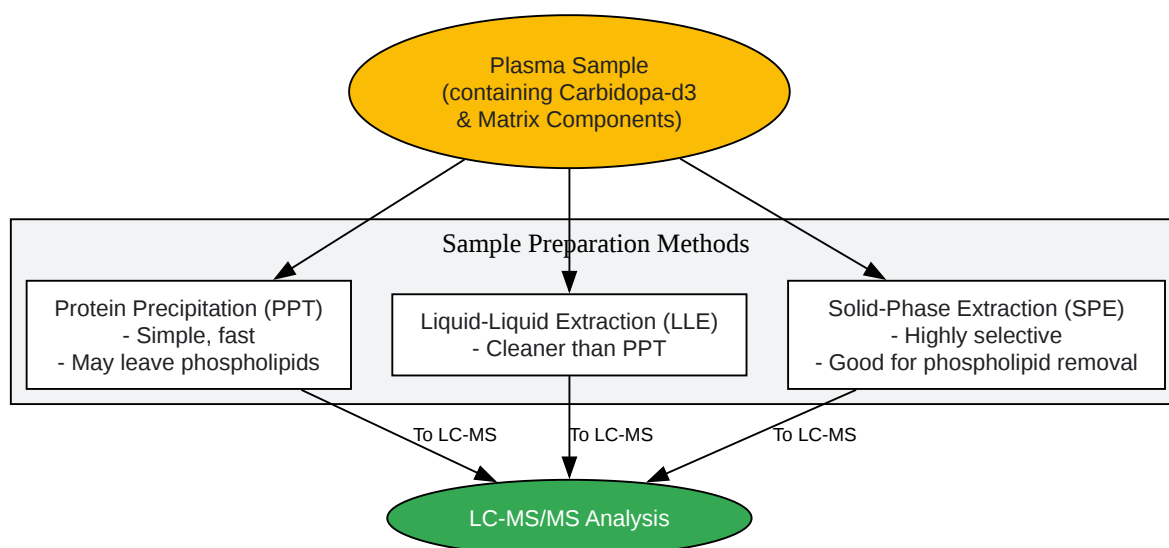 Plasma Sample
(containing Carbidopa-d3
& Matrix Components)
Sample Preparation Methods
Protein Precipitation (PPT)
- Simple, fast
- May leave phospholipids
Liquid-Liquid Extraction (LLE)
- Cleaner than PPT
Solid-Phase Extraction (SPE)
- Highly selective
- Good for phospholipid removal
To LC-MS
To LC-MS
To LC-MS
LC-MS/MS Analysis